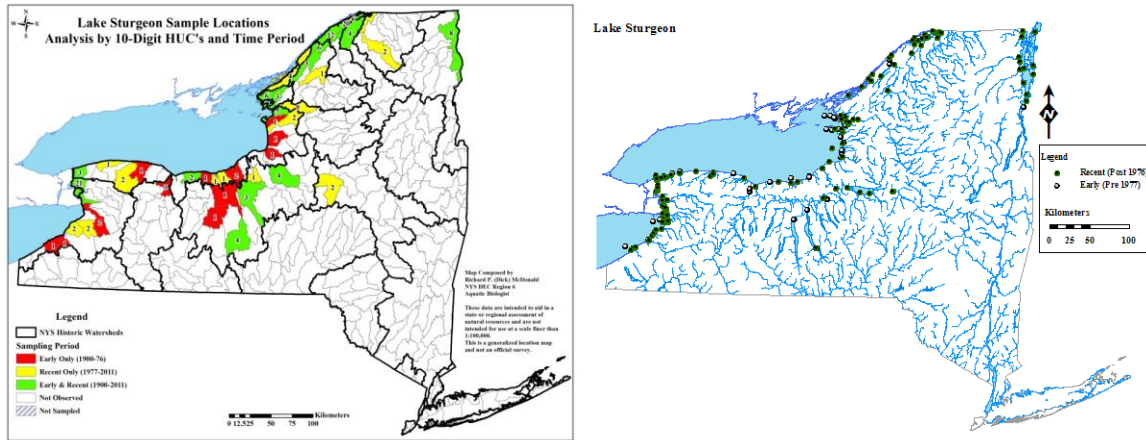 Lake Sturgeon Sample Locations
Analysis by 10-Digit HUC's and Time Period
N
W
E
S
Map Composed by
Richard P. (Dick) McDonald
NYS DEC Region 6
Aquatic Biologist
These data are intended to aid in a
state or regional assessment of
natural resources and are not
intended for use at a scale finer than
1:100,000.
This is a generalized location map
and not an official survey.
Legend
NYS Historic Watersheds
Sampling Period
Early Only (1900-76)
Recent Only (1977-2011)
Early & Recent (1900-2011)
Not Observed
Not Sampled
Kilometers
0 12.525 50 75 100
Lake Sturgeon
N
Legend
Recent (Post 1976)
Early (Pre 1977)
Kilometers
0 25 50 100